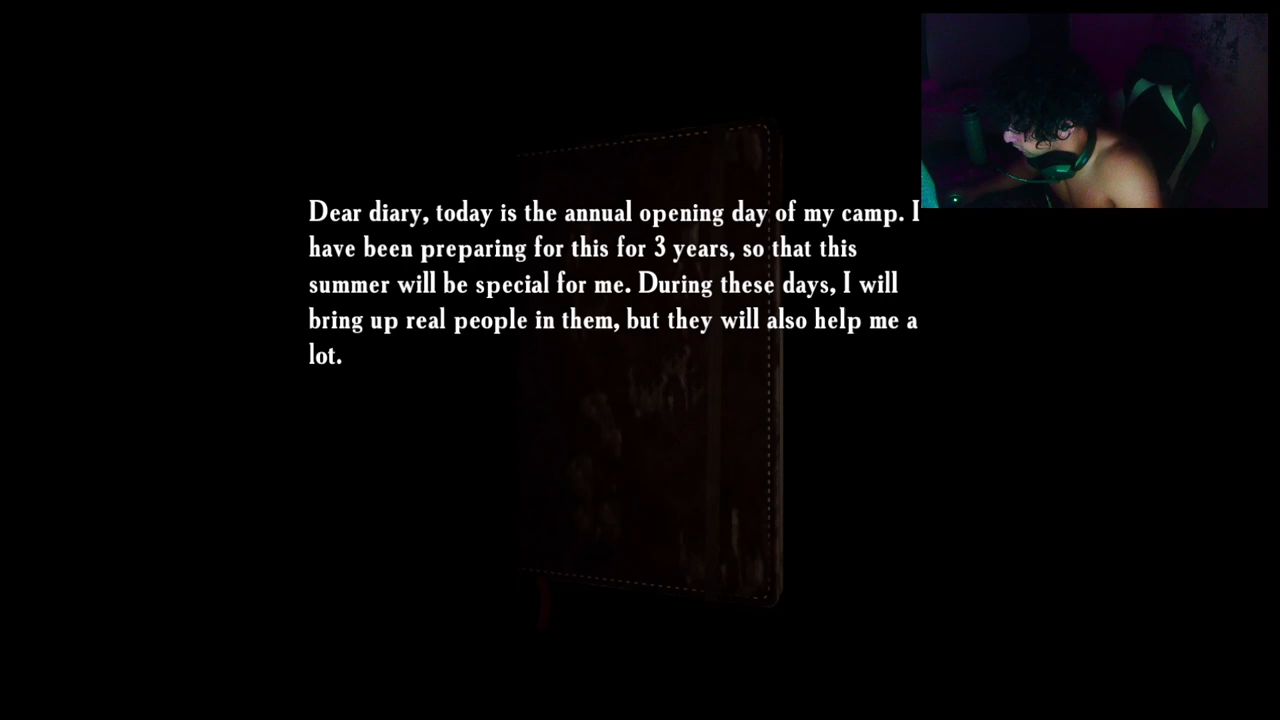 Dear diary, today is the annual opening day of my camp. I
have been preparing for this for 3 years, so that this
summer will be special for me. During these days, I will
bring up real people in them, but they will also help me a
lot.